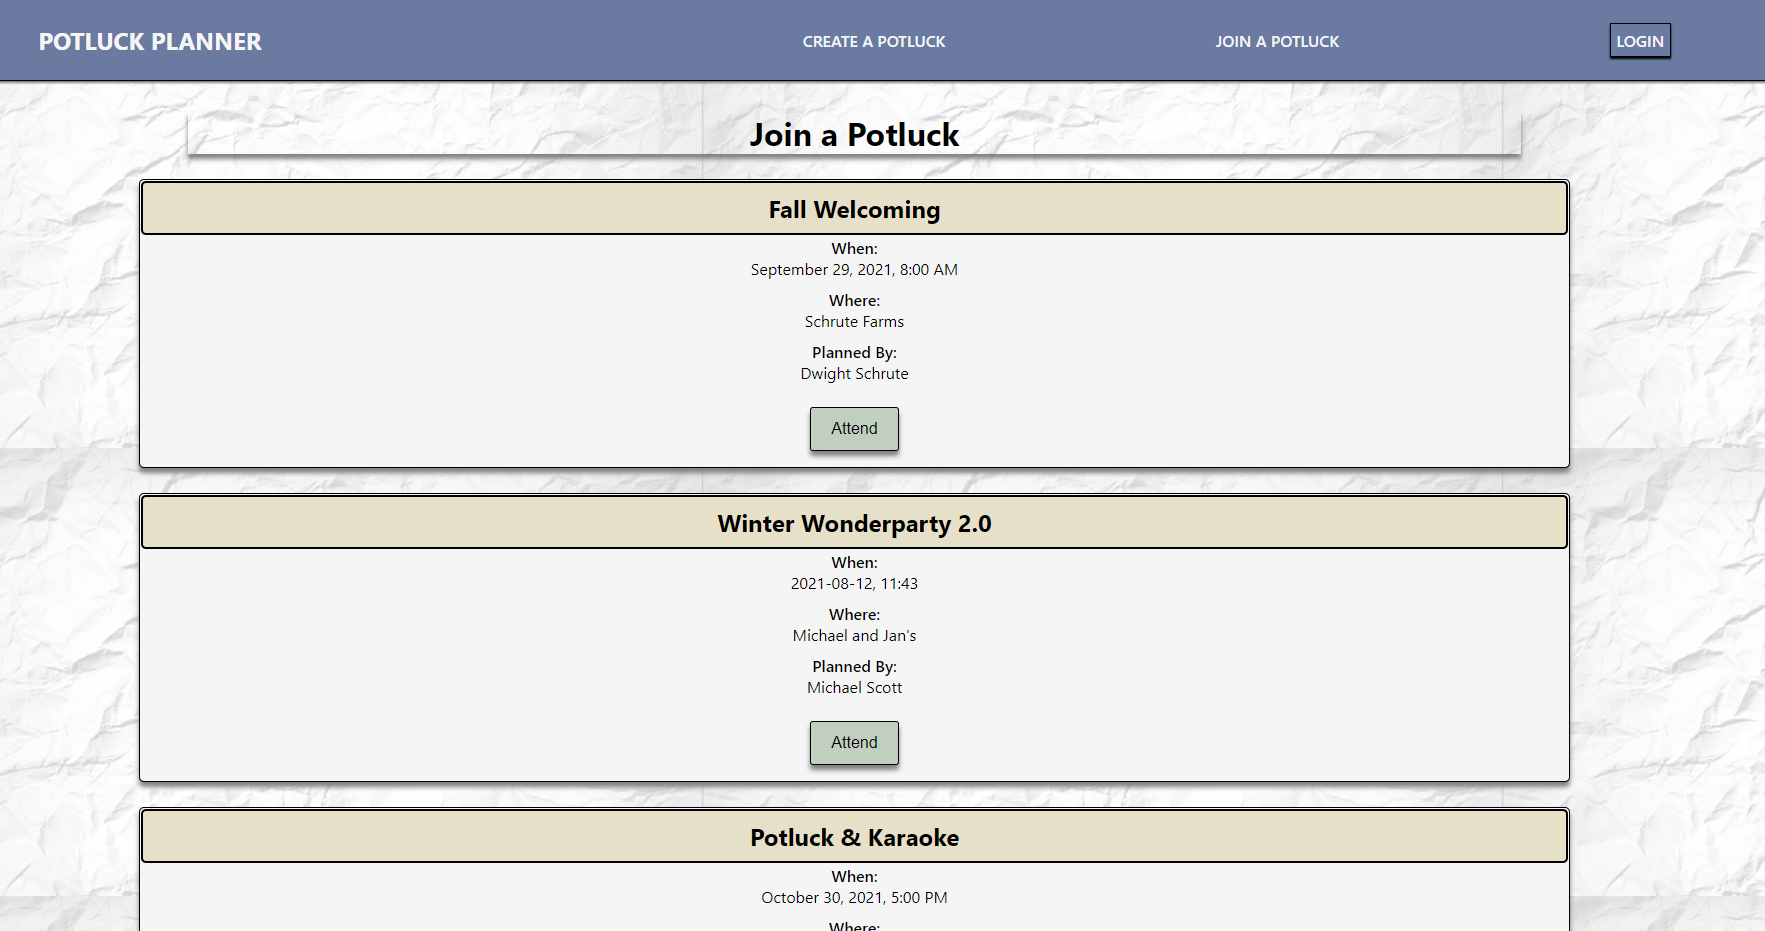 POTLUCK PLANNER
CREATE A POTLUCK
JOIN A POTLUCK
LOGIN
Join a Potluck
Fall Welcoming
When:
September 29, 2021, 8:00 AM
Where:
Schrute Farms
Planned By:
Dwight Schrute
Attend
Winter Wonderparty 2.0
When:
2021-08-12, 11:43
Where:
Michael and Jan's
Planned By:
Michael Scott
Attend
Potluck & Karaoke
When:
October 30, 2021, 5:00 PM
Where: